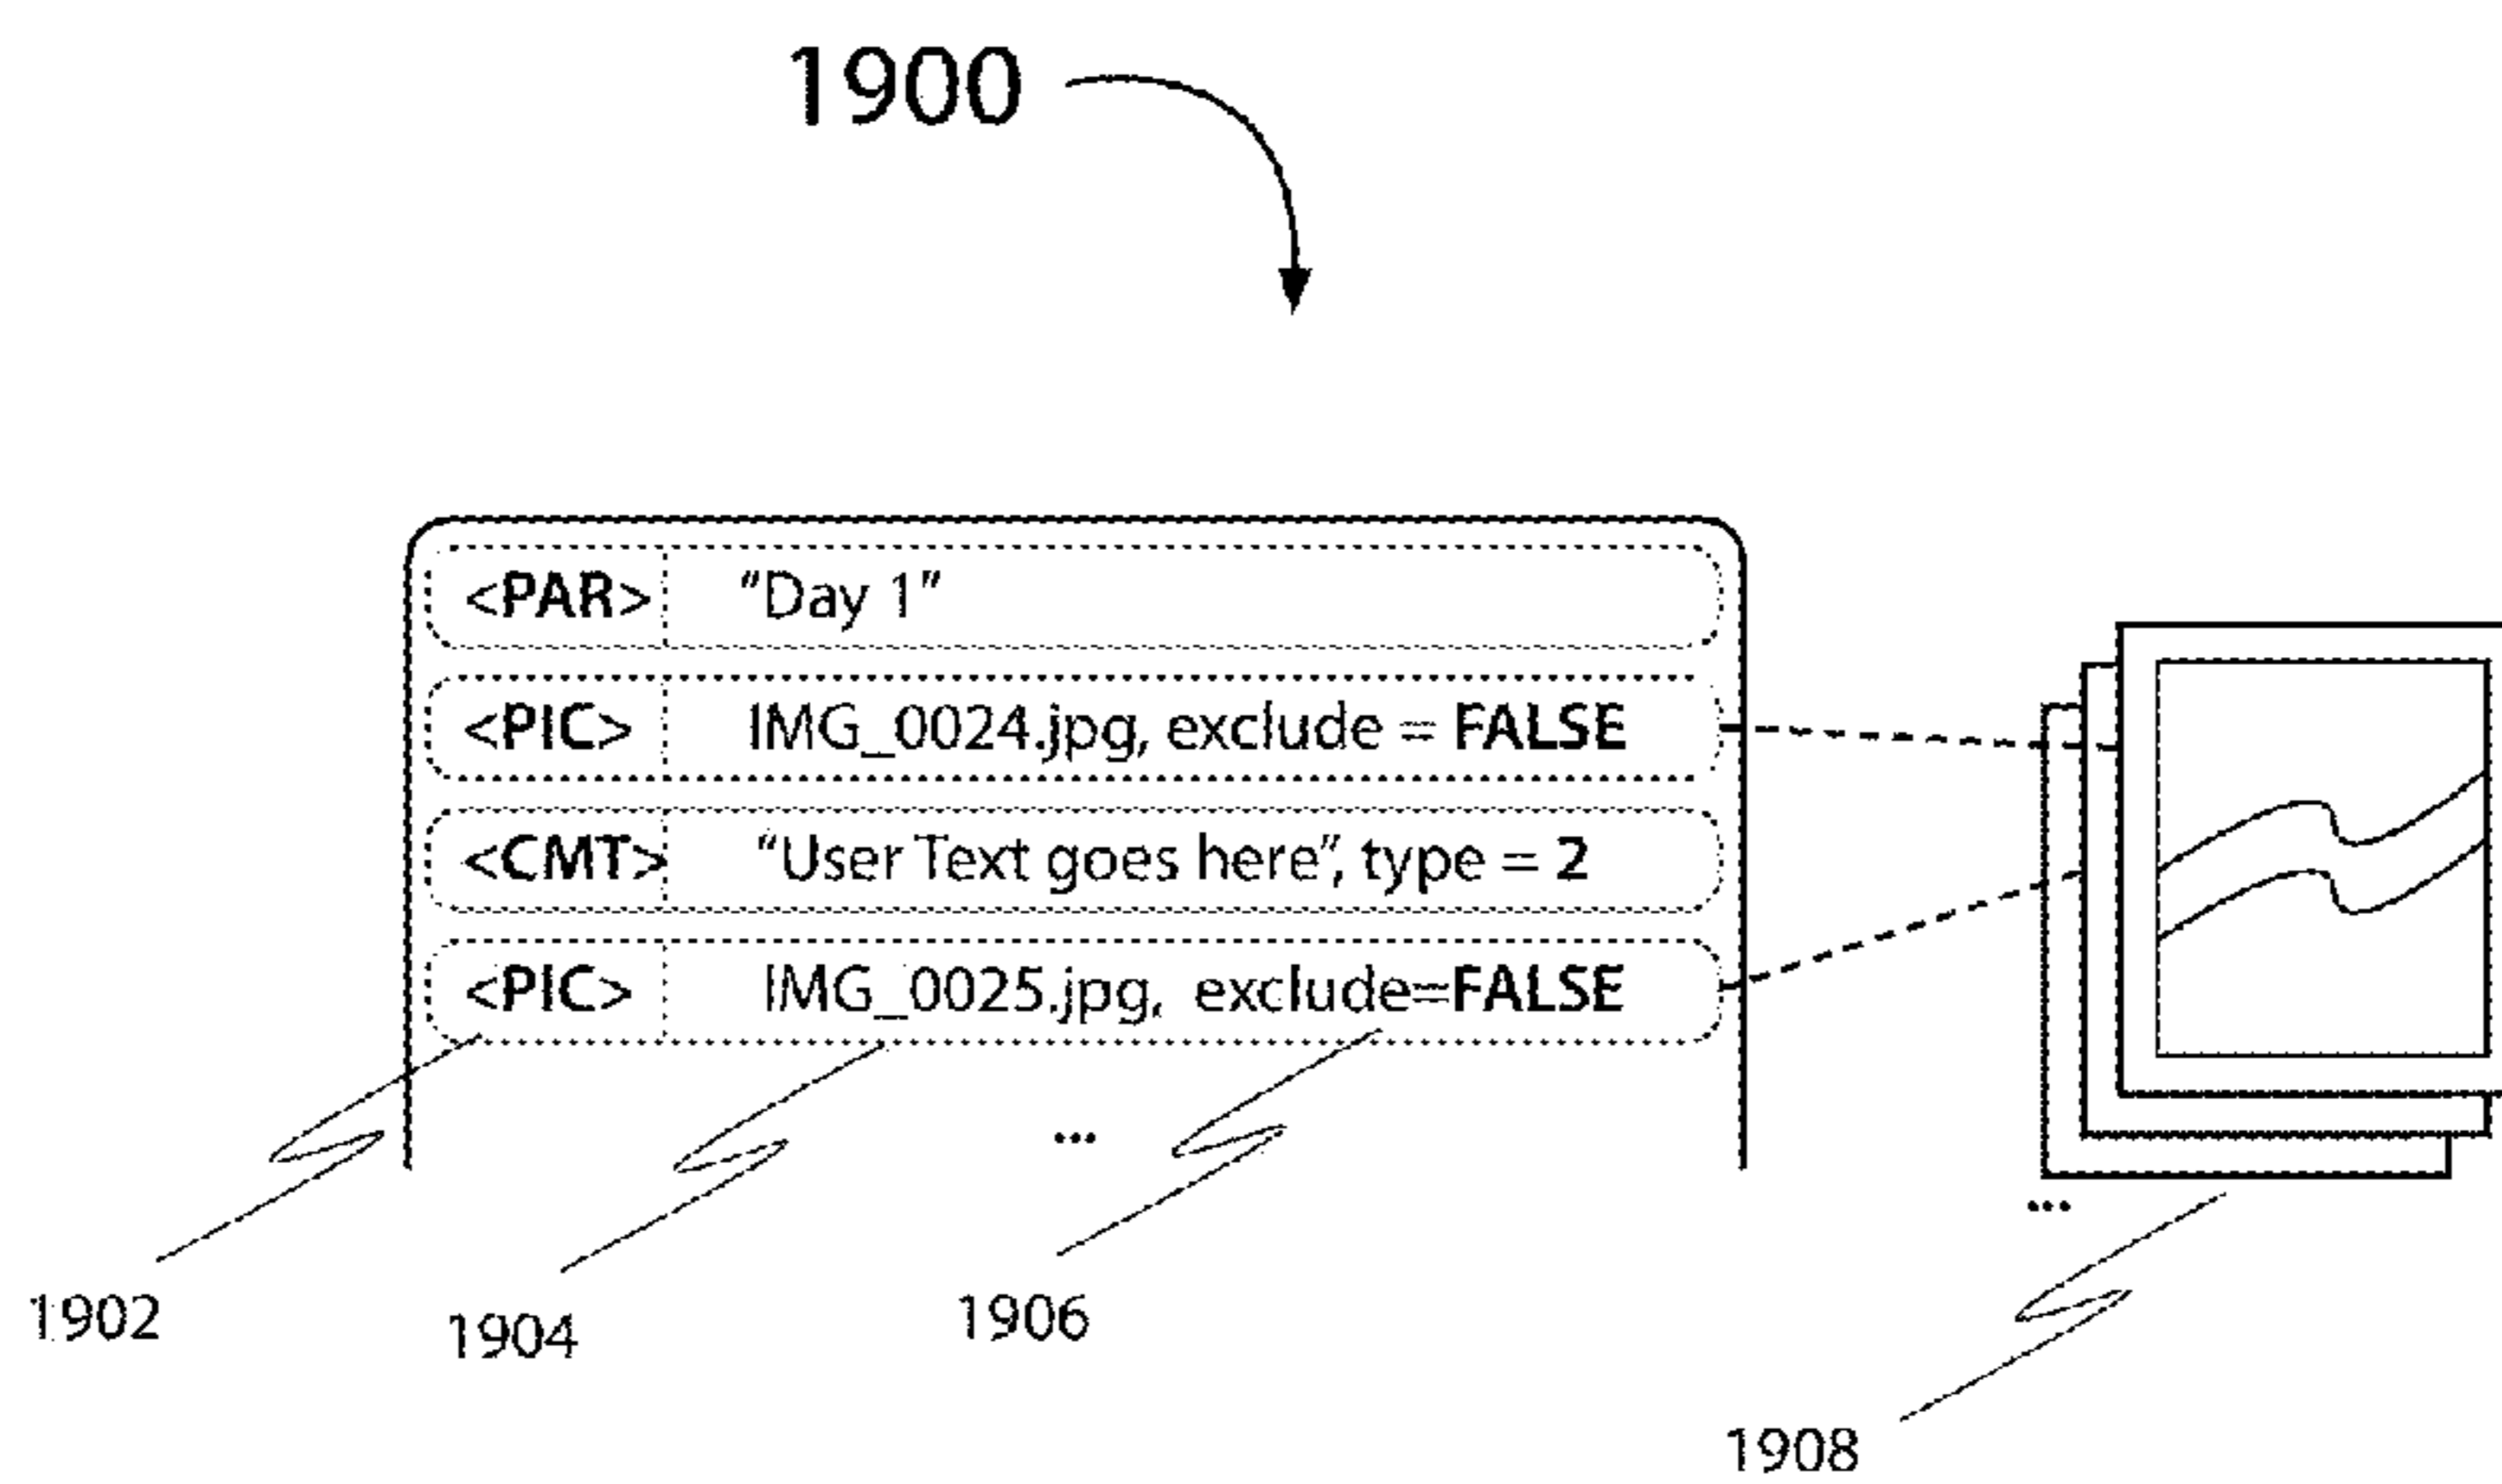 1900
<PAR> "Day 1"
<PIC> IMG_0024.jpg, exclude = FALSE
<CMT> "User Text goes here", type = 2
<PIC> IMG_0025.jpg, exclude=FALSE
...
...
1902
1904
1906
1908